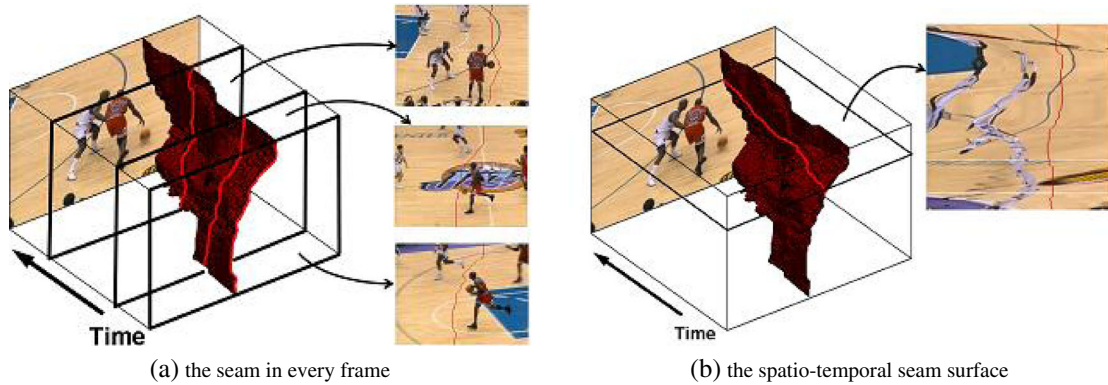 Time
Time
(a) the seam in every frame
(b) the spatio-temporal seam surface